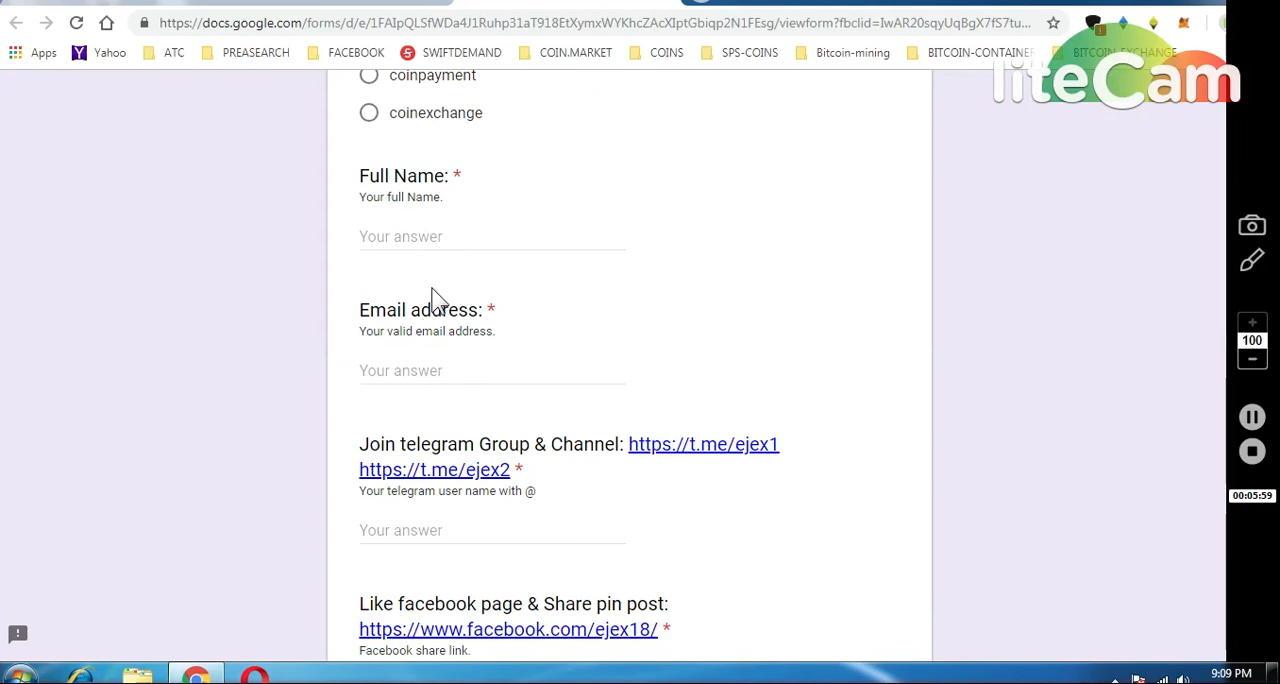 https://docs.google.com/forms/d/e/1FAIpQLSfWDa4J1Ruhp31aT918EtXymxWYKhcZAcXIptGbiqp2N1FEsg/viewform?fbclid=IwAR20sqyUqBgX7fS7tu...
Apps Yahoo ATC PREASEARCH FACEBOOK SWIFTDEMAND COIN.MARKET COINS SPS-COINS Bitcoin-mining BITCOIN-CONTAINER BITCOIN-EXCHANGE
liteCam
coinpayment
coinexchange
Full Name: *
Your full Name.
Your answer
Email address: *
Your valid email address.
Your answer
Join telegram Group & Channel: https://t.me/ejex1
https://t.me/ejex2 *
Your telegram user name with @
Your answer
Like facebook page & Share pin post:
https://www.facebook.com/ejex18/ *
Facebook share link.
100
00:05:59
9:09 PM